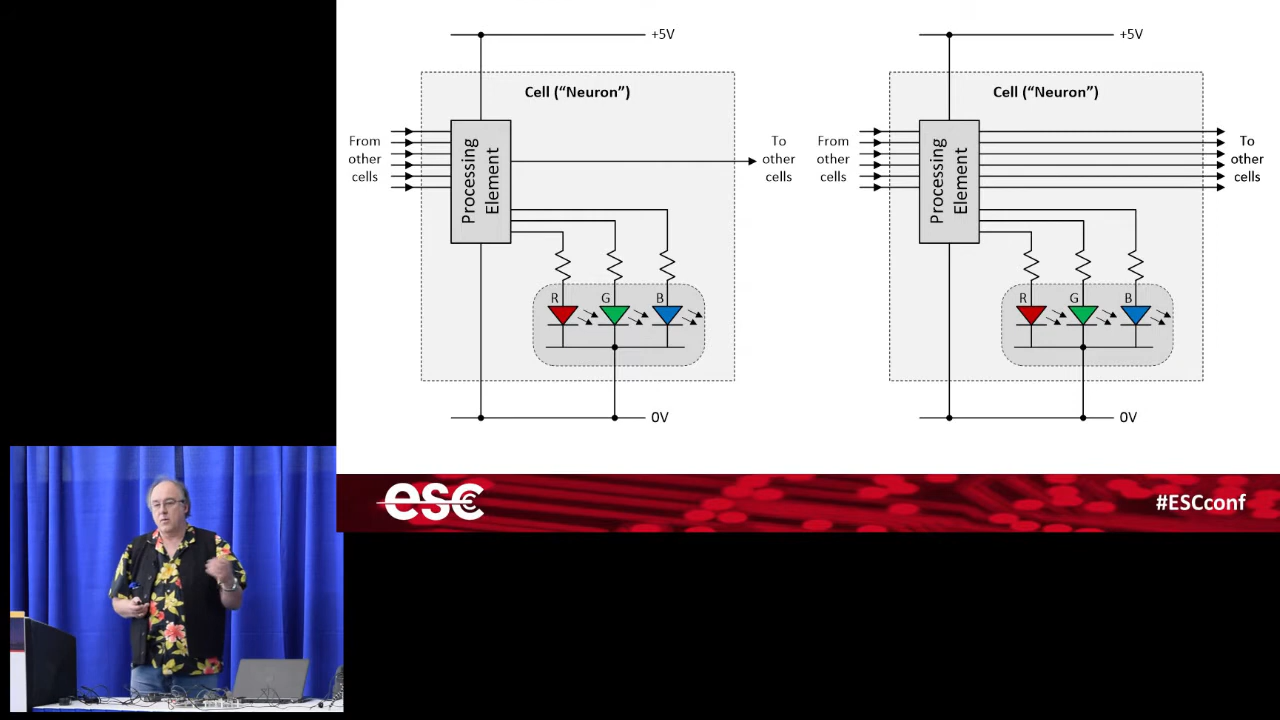 +5V
Cell (“Neuron”)
From
other
cells
Processing
Element
To
other
cells
R G B
0V
+5V
Cell (“Neuron”)
From
other
cells
Processing
Element
To
other
cells
R G B
0V
esc
#ESCconf